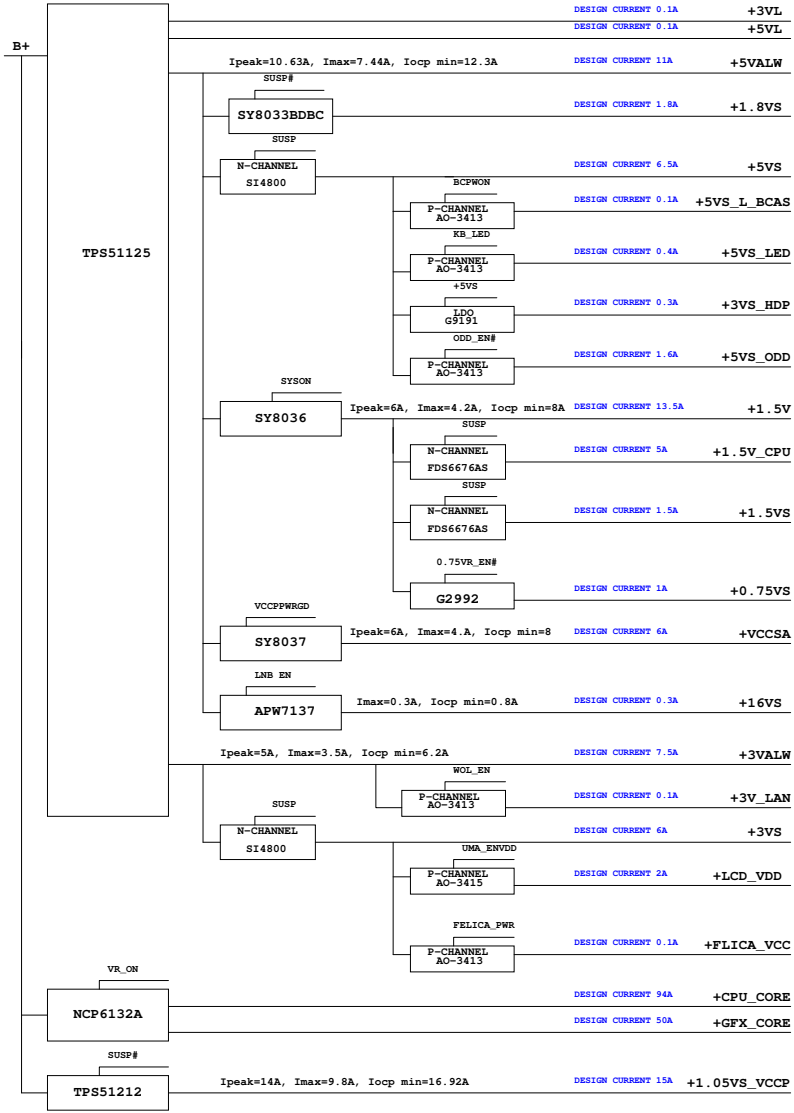 DESIGN CURRENT 0.1A +3VL
DESIGN CURRENT 0.1A +5VL
B+
Ipeak=10.63A, Imax=7.44A, Iocp min=12.3A DESIGN CURRENT 11A +5VALW
SUSP#
SY8033BDBC DESIGN CURRENT 1.8A +1.8VS
SUSP
N-CHANNEL DESIGN CURRENT 6.5A +5VS
SI4800
BCPWON
P-CHANNEL DESIGN CURRENT 0.1A +5VS_L_BCAS
AO-3413
TPS51125
KB_LED
P-CHANNEL DESIGN CURRENT 0.4A +5VS_LED
AO-3413
+5VS
LDO DESIGN CURRENT 0.3A +3VS_HDP
G9191
ODD_EN#
P-CHANNEL DESIGN CURRENT 1.6A +5VS_ODD
AO-3413
SYSON
SY8036 Ipeak=6A, Imax=4.2A, Iocp min=8A DESIGN CURRENT 13.5A +1.5V
SUSP
N-CHANNEL DESIGN CURRENT 5A +1.5V_CPU
FDS6676AS
SUSP
N-CHANNEL DESIGN CURRENT 1.5A +1.5VS
FDS6676AS
0.75VR_EN#
G2992 DESIGN CURRENT 1A +0.75VS
VCCPPWRGD
SY8037 Ipeak=6A, Imax=4.A, Iocp min=8 DESIGN CURRENT 6A +VCCSA
LNB EN
APW7137 Imax=0.3A, Iocp min=0.8A DESIGN CURRENT 0.3A +16VS
Ipeak=5A, Imax=3.5A, Iocp min=6.2A DESIGN CURRENT 7.5A +3VALW
WOL_EN
P-CHANNEL DESIGN CURRENT 0.1A +3V_LAN
AO-3413
SUSP
N-CHANNEL DESIGN CURRENT 6A +3VS
SI4800
UMA_ENVDD
P-CHANNEL DESIGN CURRENT 2A +LCD_VDD
AO-3415
FELICA_PWR
P-CHANNEL DESIGN CURRENT 0.1A +FLICA_VCC
AO-3413
VR_ON
DESIGN CURRENT 94A +CPU_CORE
NCP6132A
DESIGN CURRENT 50A +GFX_CORE
SUSP#
TPS51212 Ipeak=14A, Imax=9.8A, Iocp min=16.92A DESIGN CURRENT 15A +1.05VS_VCCP